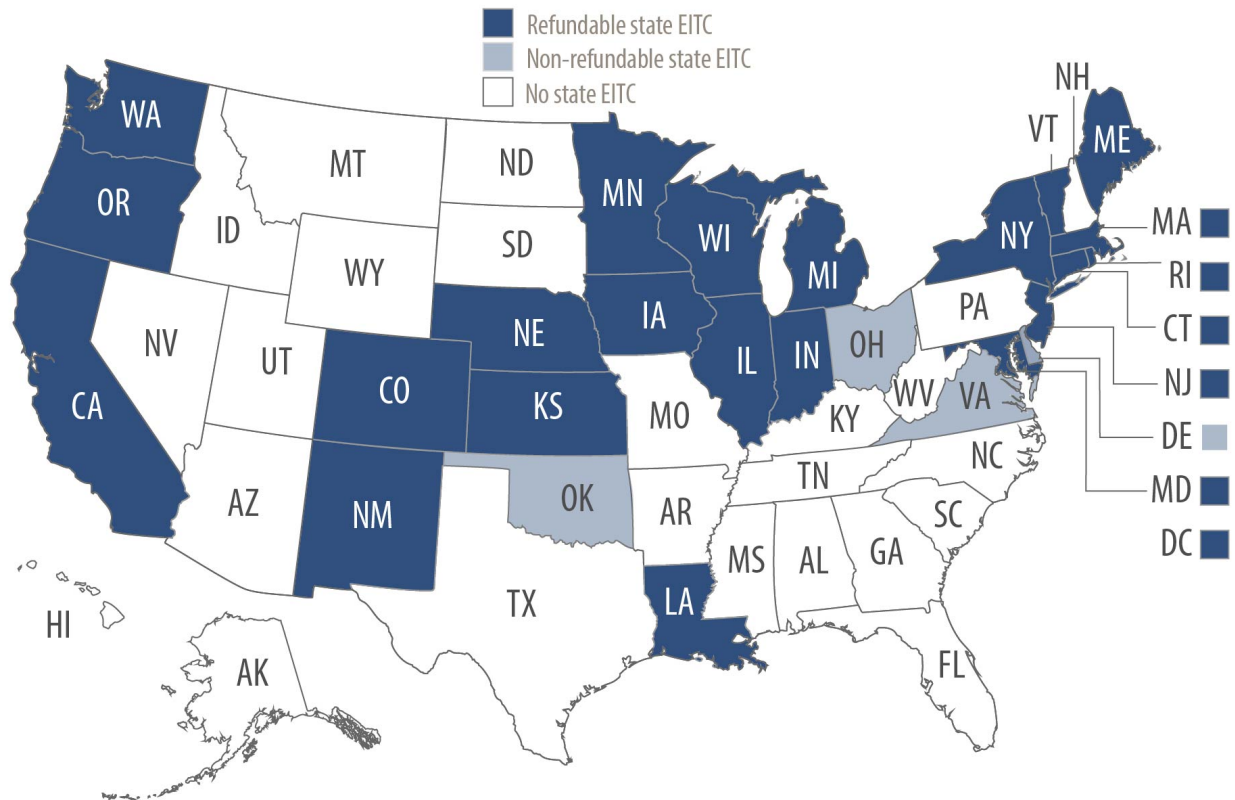 Refundable state EITC
Non-refundable state EITC
No state EITC
NH
VT
WA
ME
MT
ND
MN
OR
ID
SD
WI
NY
MA
WY
MI
RI
PA
CT
NV
UT
NE
IA
IL
IN
OH
NJ
CA
CO
KS
MO
WV
VA
KY
DE
NC
TN
MD
AZ
NM
OK
AR
SC
DC
MS
AL
GA
TX
LA
HI
AK
FL